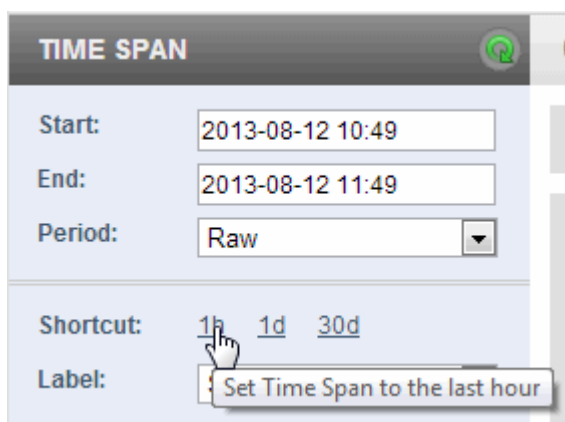 TIME SPAN
Start: 2013-08-12 10:49
End: 2013-08-12 11:49
Period: Raw
Shortcut: 1h 1d 30d
Label:
Set Time Span to the last hour